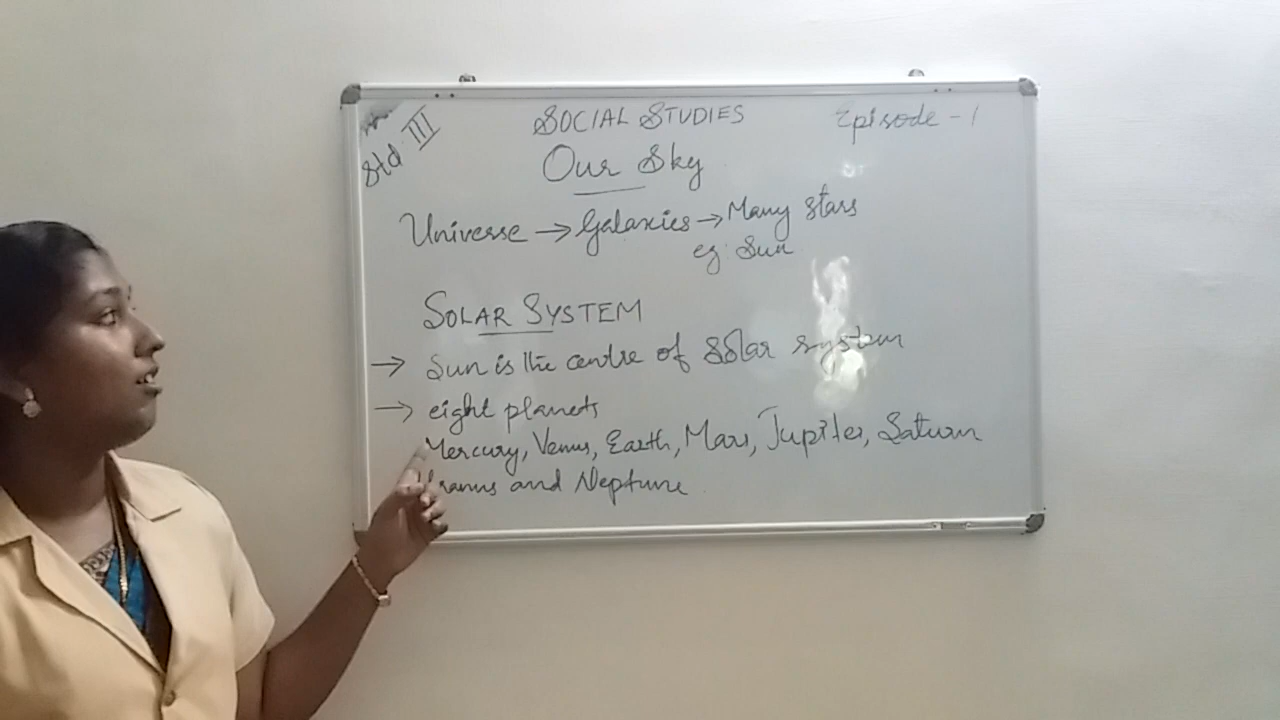 Std III
SOCIAL STUDIES
Episode - 1
Our Sky
Universe → Galaxies → Many stars
eg: Sun
SOLAR SYSTEM
→ Sun is the centre of Solar system
→ eight planets
Mercury, Venus, Earth, Mars, Jupiter, Saturn
Uranus and Neptune